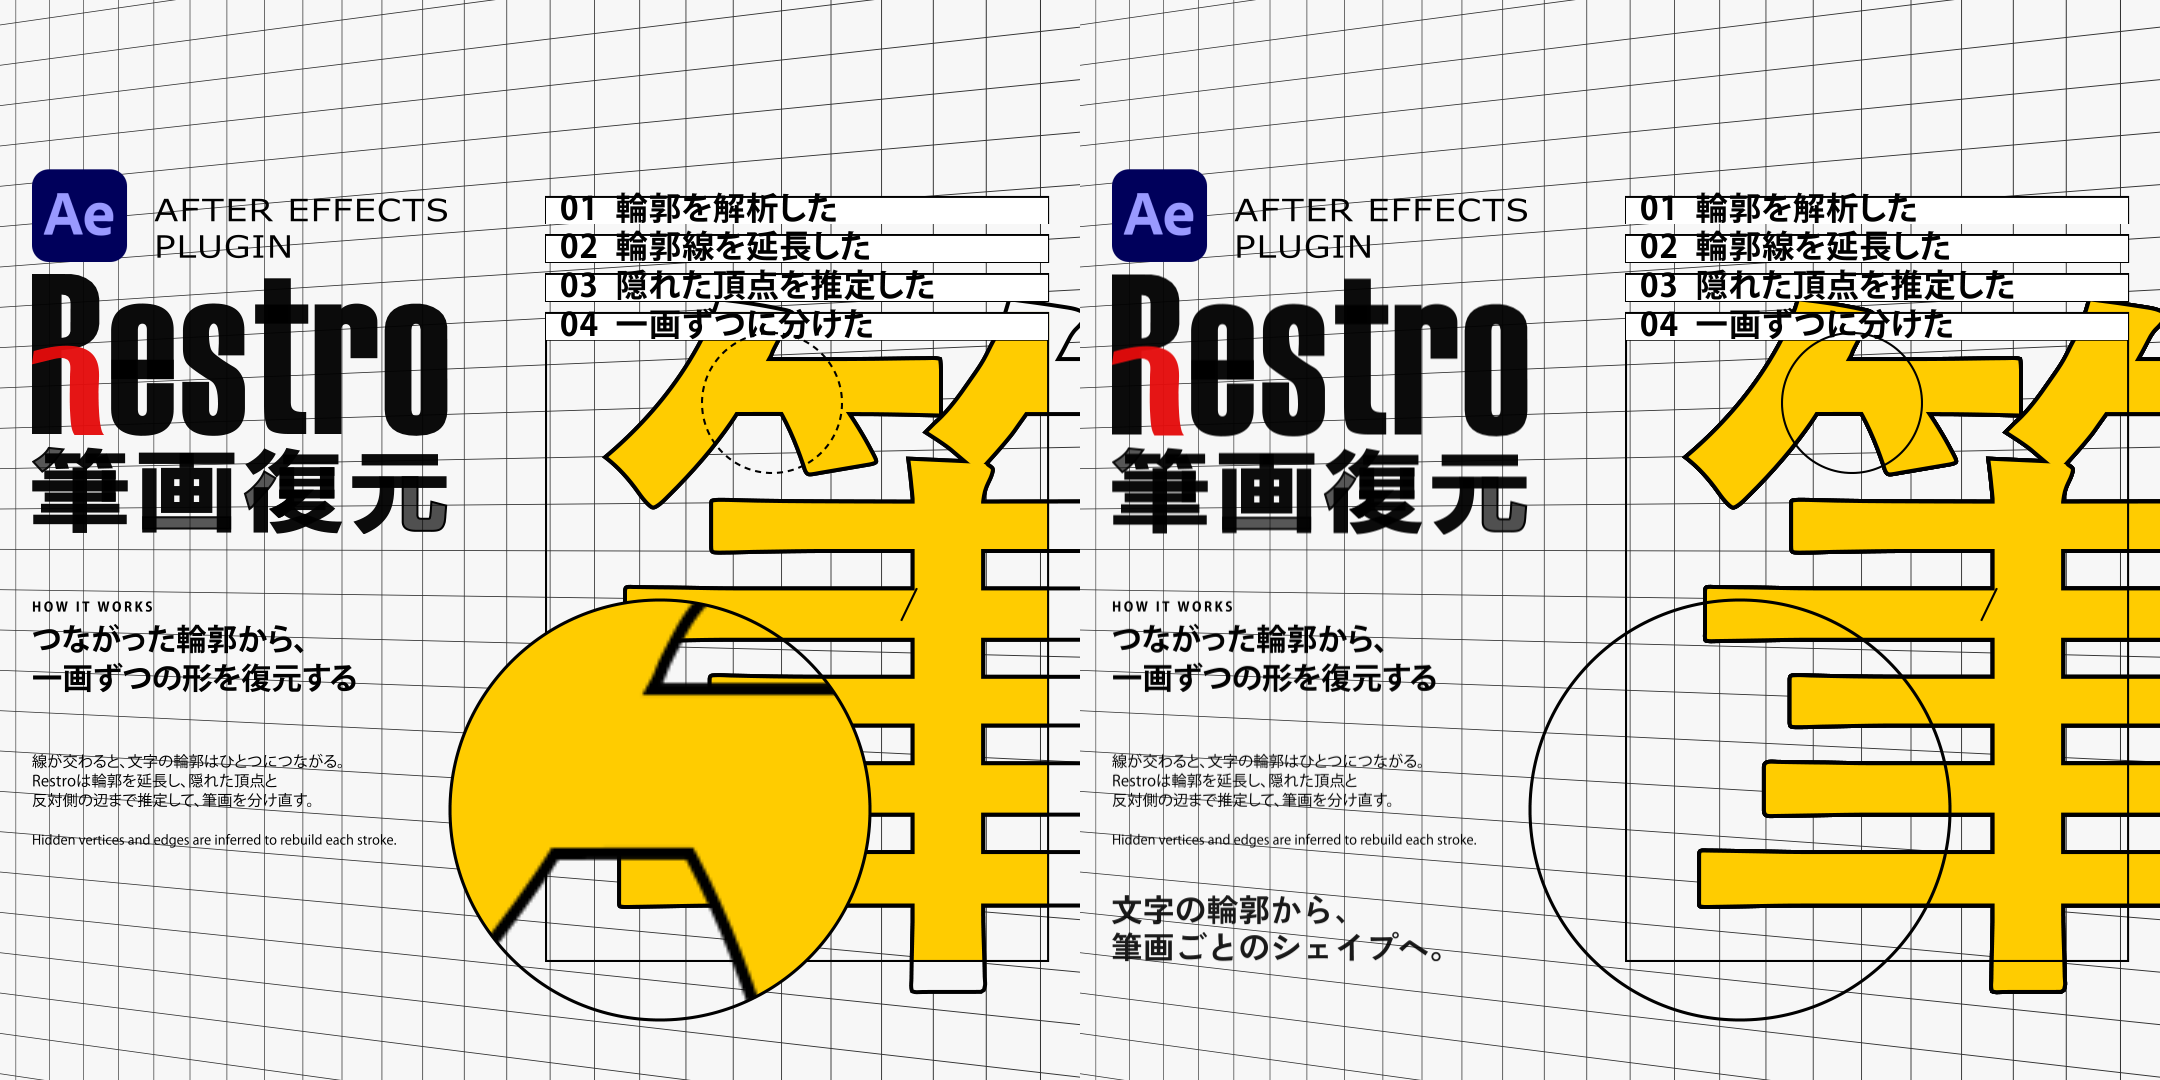 Ae
AFTER EFFECTS
PLUGIN
Restro
筆画復元
01 輪郭を解析した
02 輪郭線を延長した
03 隠れた頂点を推定した
04 一画ずつに分けた
HOW IT WORKS
つながった輪郭から、
一画ずつの形を復元する
線が交わると、文字の輪郭はひとつにつながる。
Restroは輪郭を延長し、隠れた頂点と
反対側の辺まで推定して、筆画を分け直す。
Hidden vertices and edges are inferred to rebuild each stroke.
Ae
AFTER EFFECTS
PLUGIN
Restro
筆画復元
01 輪郭を解析した
02 輪郭線を延長した
03 隠れた頂点を推定した
04 一画ずつに分けた
HOW IT WORKS
つながった輪郭から、
一画ずつの形を復元する
線が交わると、文字の輪郭はひとつにつながる。
Restroは輪郭を延長し、隠れた頂点と
反対側の辺まで推定して、筆画を分け直す。
Hidden vertices and edges are inferred to rebuild each stroke.
文字の輪郭から、
筆画ごとのシェイプへ。